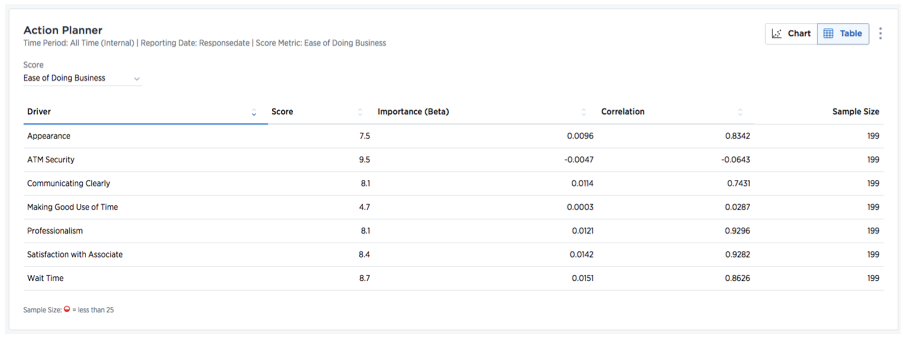 Action Planner
Time Period: All Time (Internal) | Reporting Date: Responsedate | Score Metric: Ease of Doing Business
Chart Table
Score
Ease of Doing Business
Driver Score Importance (Beta) Correlation Sample Size
Appearance 7.5 0.0096 0.8342 199
ATM Security 9.5 -0.0047 -0.0643 199
Communicating Clearly 8.1 0.0114 0.7431 199
Making Good Use of Time 4.7 0.0003 0.0287 199
Professionalism 8.1 0.0121 0.9296 199
Satisfaction with Associate 8.4 0.0142 0.9282 199
Wait Time 8.7 0.0151 0.8626 199
Sample Size: = less than 25